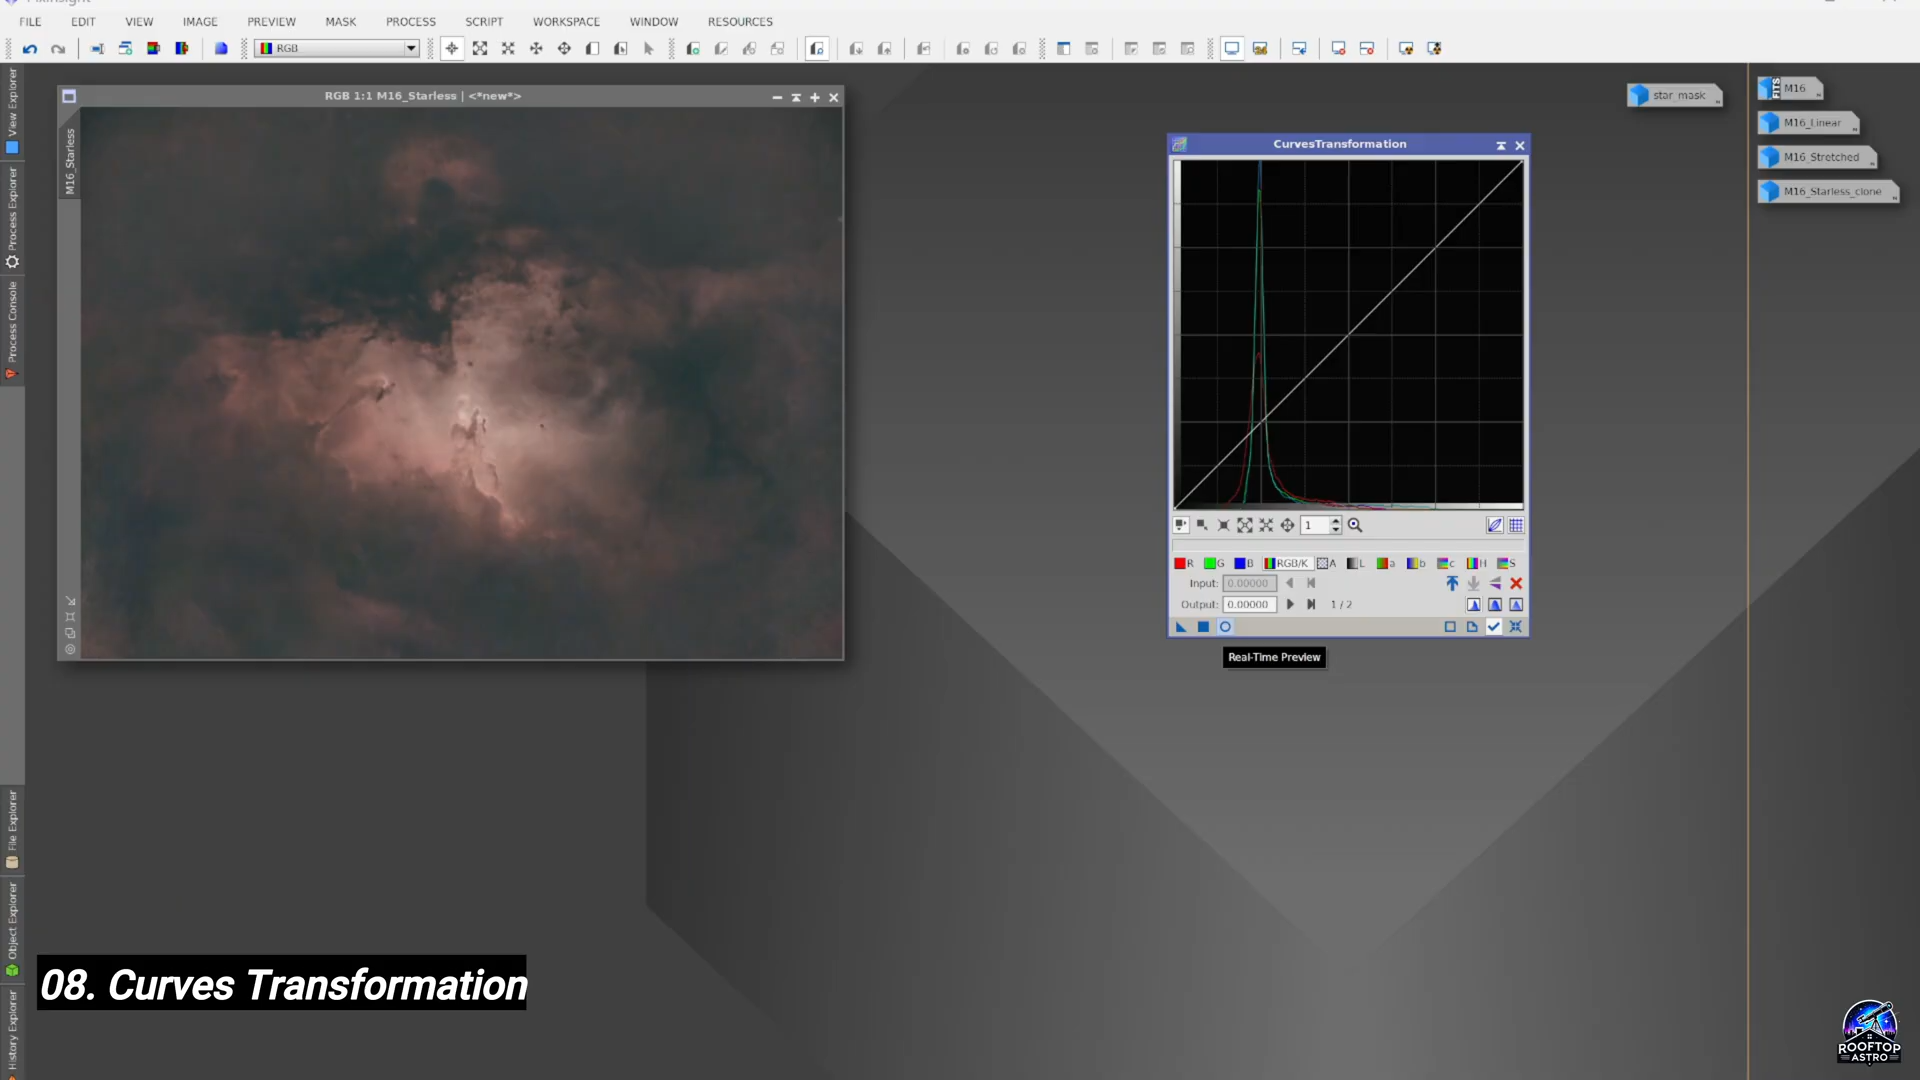 FILE EDIT VIEW IMAGE PREVIEW MASK PROCESS SCRIPT WORKSPACE WINDOW RESOURCES
RGB
View Explorer
Process Explorer
Process Console
File Explorer
Object Explorer
History Explorer
RGB 1:1 M16_Starless | <*new*>
M16_Starless
star_mask
M16
M16_Linear
M16_Stretched
M16_Starless_clone
CurvesTransformation
1
R G B RGB/K A L a b c H S
Input: 0.00000
Output: 0.00000 1 / 2
Real-Time Preview
08. Curves Transformation
ROOFTOP
ASTRO